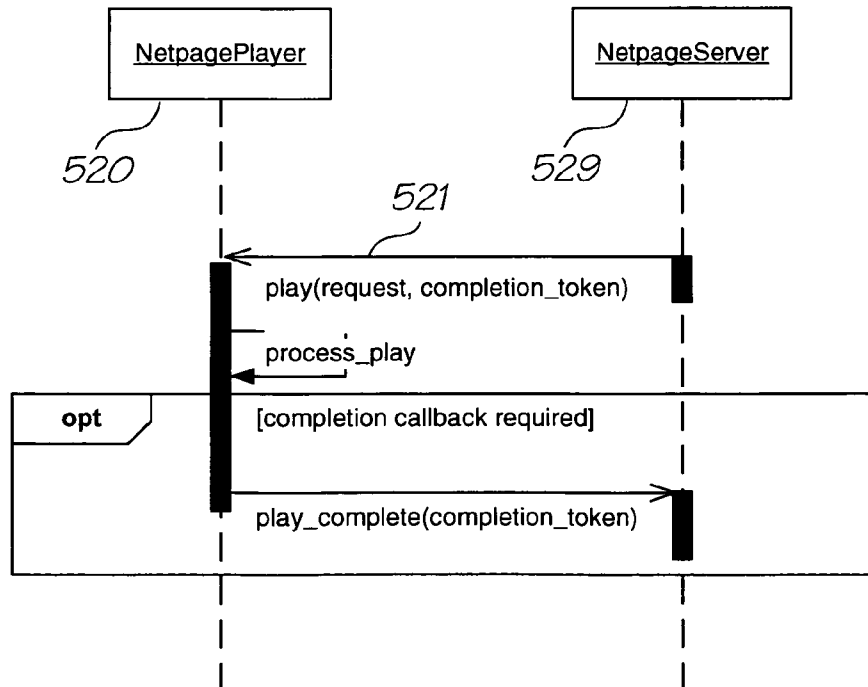 NetpagePlayer
NetpageServer
520
529
521
play(request, completion_token)
process_play
opt
[completion callback required]
play_complete(completion_token)